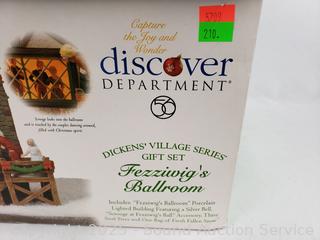 Capture
the Joy and
Wonder
5709
210.
discover
DEPARTMENT
56
Scrooge looks into the ballroom
and is touched by the couples dancing around,
filled with Christmas spirit.
DICKENS' VILLAGE SERIES®
GIFT SET
Fezziwig's
Ballroom
Includes "Fezziwig's Ballroom" Porcelain
Lighted Building Featuring a Silver Bell,
"Scrooge at Fezziwig's Ball" Accessory, Three
Sisal Trees and One Bag of Fresh Fallen Snow
Sound Auction Service